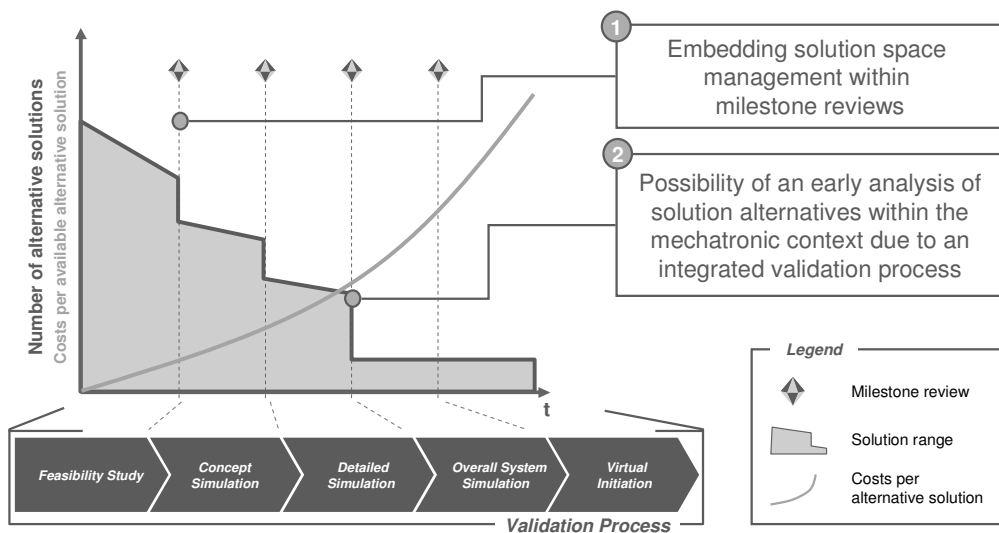 Number of alternative solutions
Costs per available alternative solution
t
1
Embedding solution space
management within
milestone reviews
2
Possibility of an early analysis of
solution alternatives within the
mechatronic context due to an
integrated validation process
Legend
Milestone review
Solution range
Costs per
alternative solution
Feasibility Study
Concept
Simulation
Detailed
Simulation
Overall System
Simulation
Virtual
Initiation
Validation Process